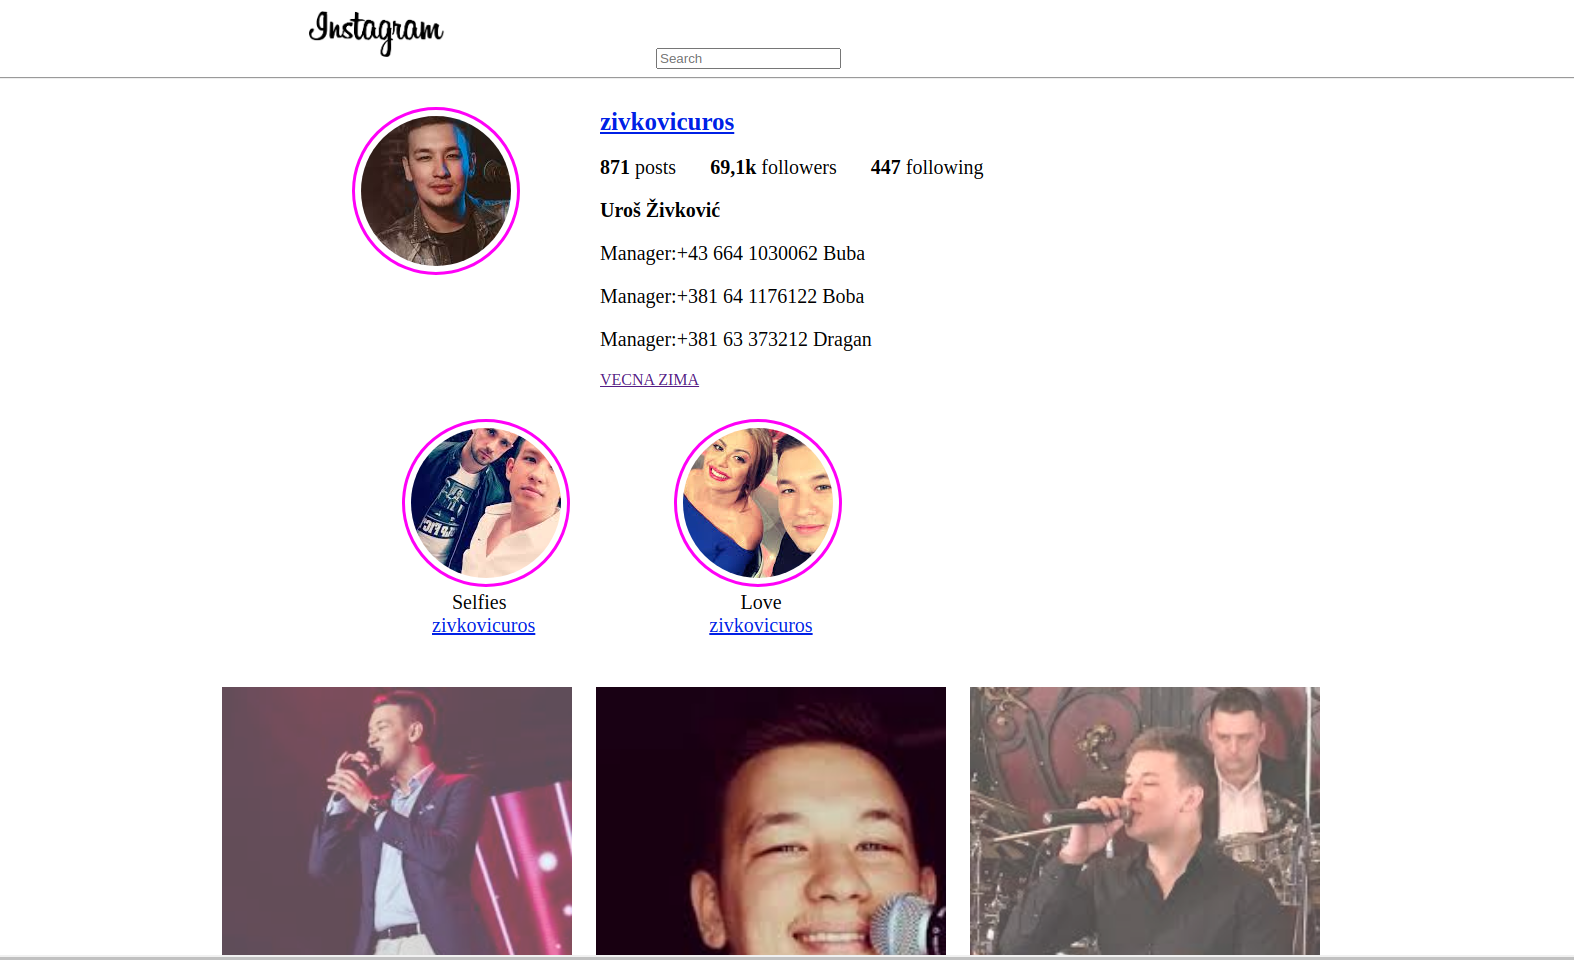 Instagram
Search
zivkovicuros
871 posts 69,1k followers 447 following
Uroš Živković
Manager:+43 664 1030062 Buba
Manager:+381 64 1176122 Boba
Manager:+381 63 373212 Dragan
VECNA ZIMA
Selfies
zivkovicuros
Love
zivkovicuros